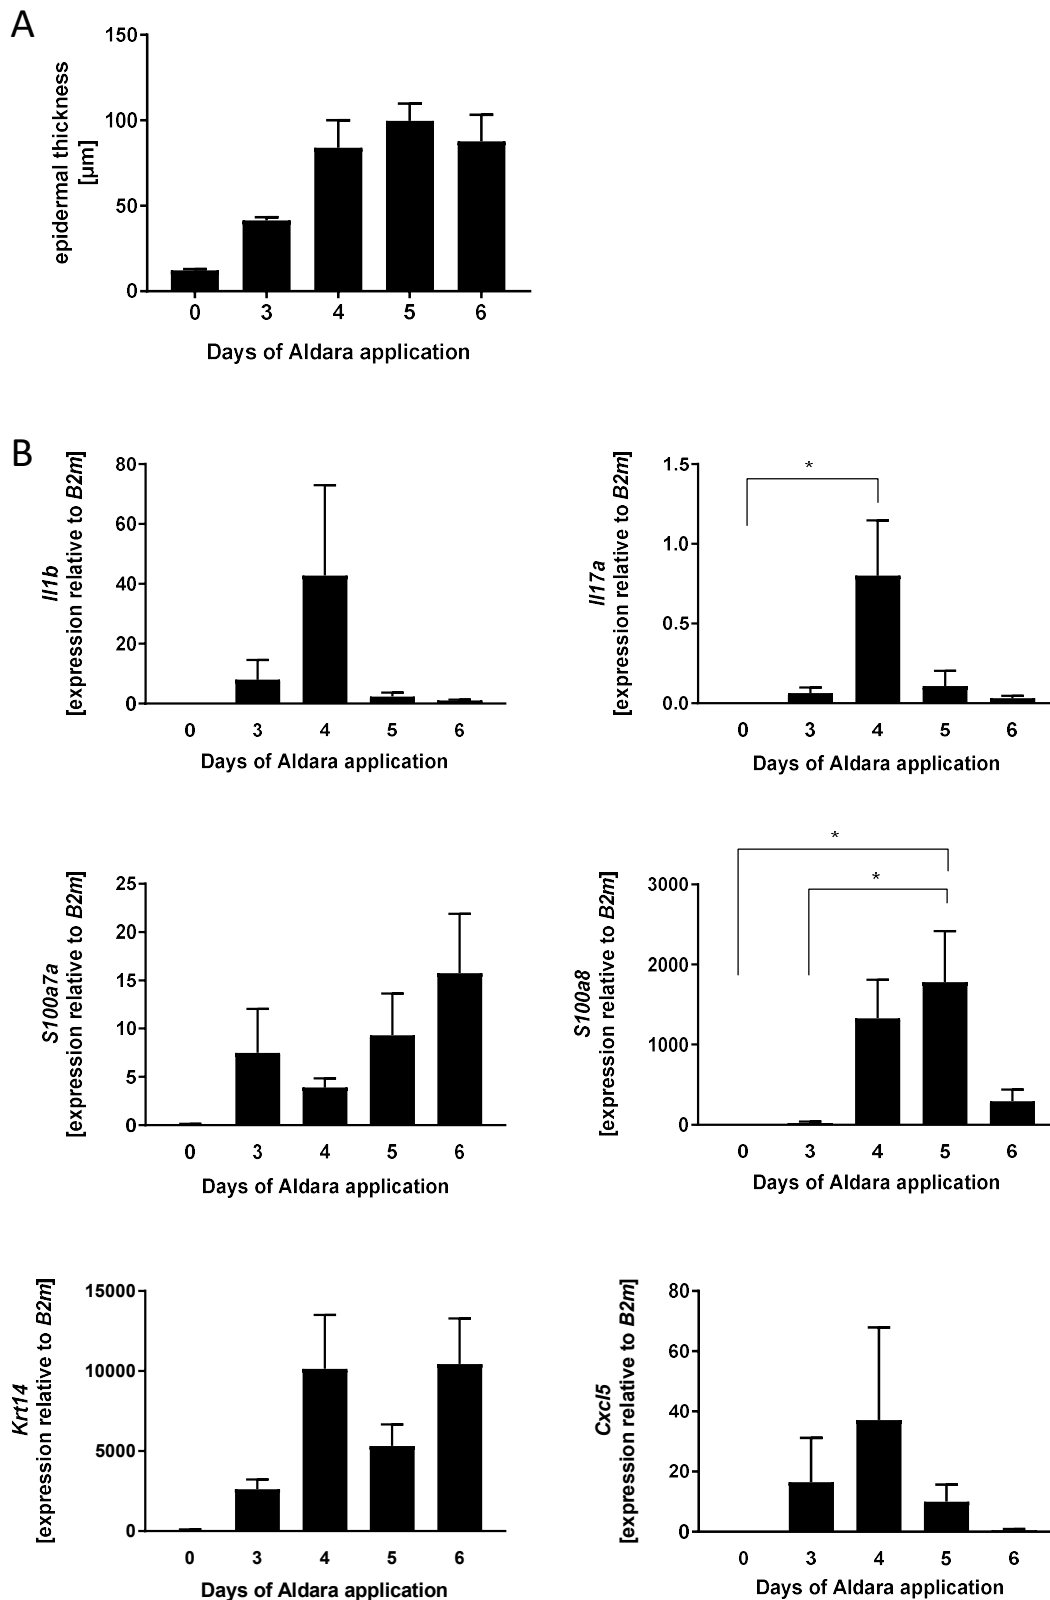 A
epidermal thickness
[µm]
150
100
50
0
0 3 4 5 6
Days of Aldara application
B
Il1b
[expression relative to B2m]
80
60
40
20
0
0 3 4 5 6
Days of Aldara application
Il17a
[expression relative to B2m]
1.5
1.0
0.5
0.0
*
0 3 4 5 6
Days of Aldara application
S100a7a
[expression relative to B2m]
25
20
15
10
5
0
0 3 4 5 6
Days of Aldara application
S100a8
[expression relative to B2m]
3000
2000
1000
0
*
*
0 3 4 5 6
Days of Aldara application
Krt14
[expression relative to B2m]
15000
10000
5000
0
0 3 4 5 6
Days of Aldara application
Cxcl5
[expression relative to B2m]
80
60
40
20
0
0 3 4 5 6
Days of Aldara application